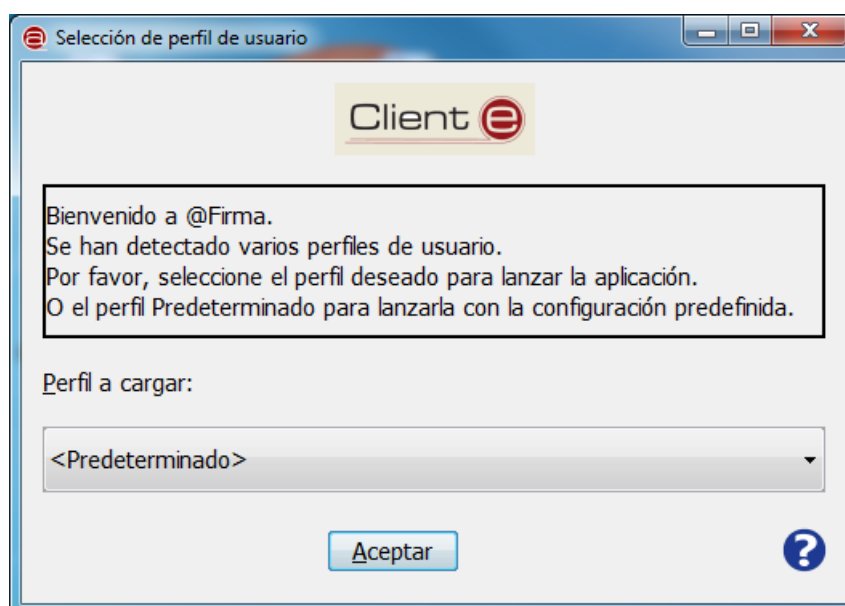 Selección de perfil de usuario
Client e
Bienvenido a @Firma.
Se han detectado varios perfiles de usuario.
Por favor, seleccione el perfil deseado para lanzar la aplicación.
O el perfil Predeterminado para lanzarla con la configuración predefinida.
Perfil a cargar:
<Predeterminado>
Aceptar
?